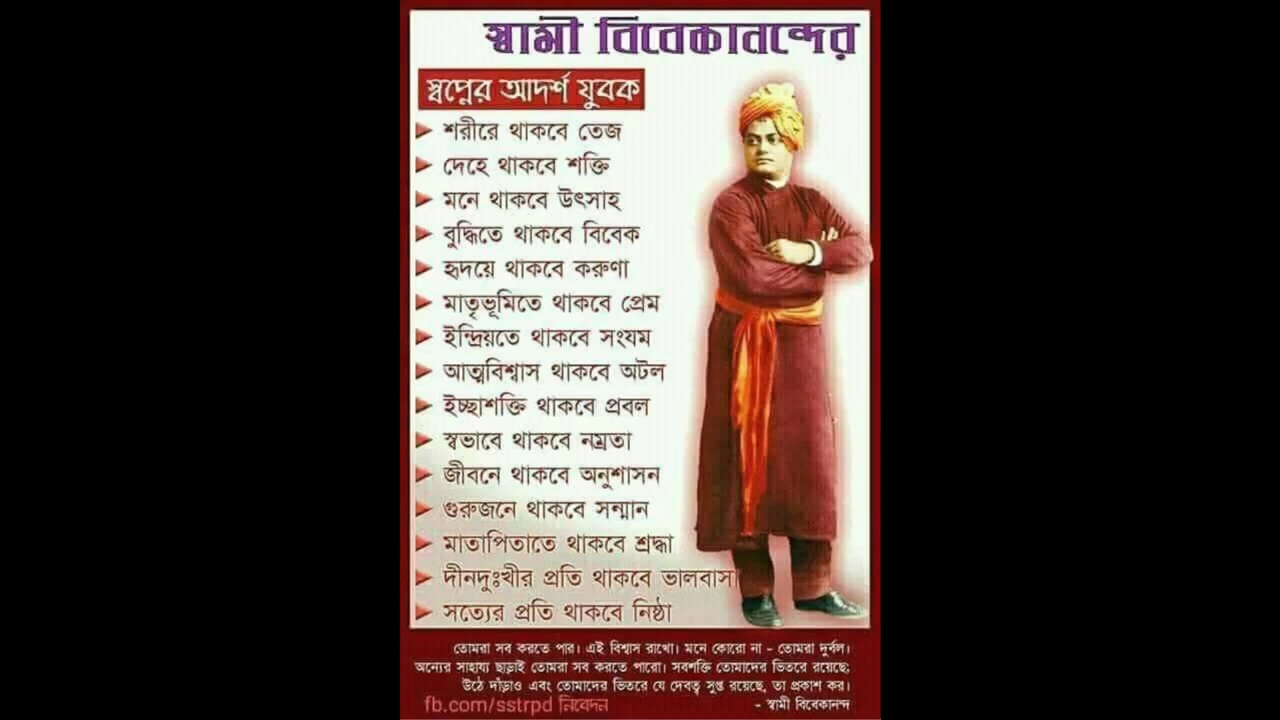 স্বামী বিবেকানন্দের
স্বপ্নের আদর্শ যুবক
শরীরে থাকবে তেজ
দেহে থাকবে শক্তি
মনে থাকবে উৎসাহ
বুদ্ধিতে থাকবে বিবেক
হৃদয়ে থাকবে করুণা
মাতৃভূমিতে থাকবে প্রেম
ইন্দ্রিয়তে থাকবে সংযম
আত্মবিশ্বাস থাকবে অটল
ইচ্ছাশক্তি থাকবে প্রবল
স্বভাবে থাকবে নম্রতা
জীবনে থাকবে অনুশাসন
গুরুজনে থাকবে সন্মান
মাতাপিতাতে থাকবে শ্রদ্ধা
দীনদুঃখীর প্রতি থাকবে ভালবাসা
সত্যের প্রতি থাকবে নিষ্ঠা
তোমরা সব করতে পার। এই বিশ্বাস রাখো। মনে কোরো না - তোমরা দুর্বল।
অন্যের সাহায্য ছাড়াই তোমরা সব করতে পারো। সবশক্তি তোমাদের ভিতরে রয়েছে;
উঠে দাঁড়াও এবং তোমাদের ভিতরে যে দেবত্ব সুপ্ত রয়েছে, তা প্রকাশ কর।
fb.com/sstrpd নিবেদন
- স্বামী বিবেকানন্দ